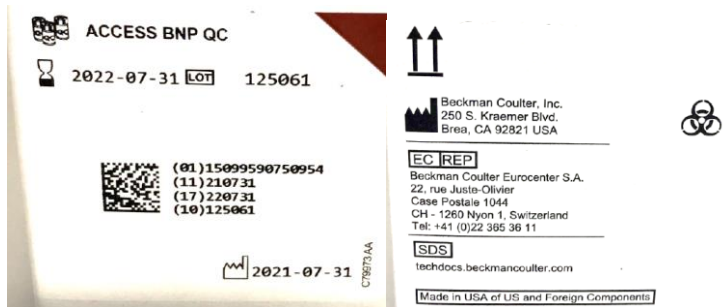 ACCESS BNP QC
2022-07-31 LOT 125061
(01)15099590750954
(11)210731
(17)220731
(10)125061
2021-07-31
C79973AA
Beckman Coulter, Inc.
250 S. Kraemer Blvd.
Brea, CA 92821 USA
EC REP
Beckman Coulter Eurocenter S.A.
22, rue Juste-Olivier
Case Postale 1044
CH - 1260 Nyon 1, Switzerland
Tel: +41 (0)22 365 36 11
SDS
techdocs.beckmancoulter.com
Made in USA of US and Foreign Components